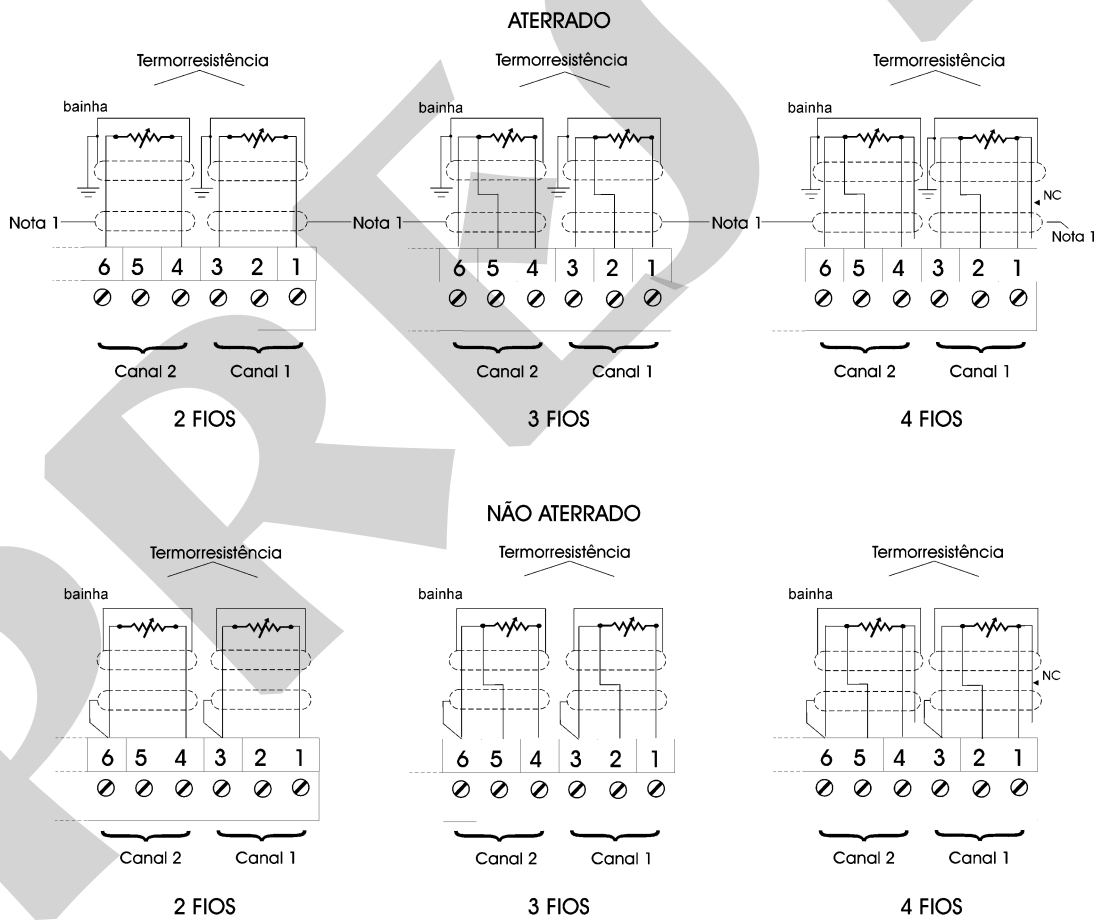 ATERRADO
Termorresistência Termorresistência Termorresistência
bainha bainha bainha
NC
Nota 1 Nota 1 Nota 1 Nota 1
6 5 4 3 2 1 6 5 4 3 2 1 6 5 4 3 2 1
Canal 2 Canal 1 Canal 2 Canal 1 Canal 2 Canal 1
2 FIOS 3 FIOS 4 FIOS
NÃO ATERRADO
Termorresistência Termorresistência Termorresistência
bainha bainha bainha
NC
6 5 4 3 2 1 6 5 4 3 2 1 6 5 4 3 2 1
Canal 2 Canal 1 Canal 2 Canal 1 Canal 2 Canal 1
2 FIOS 3 FIOS 4 FIOS